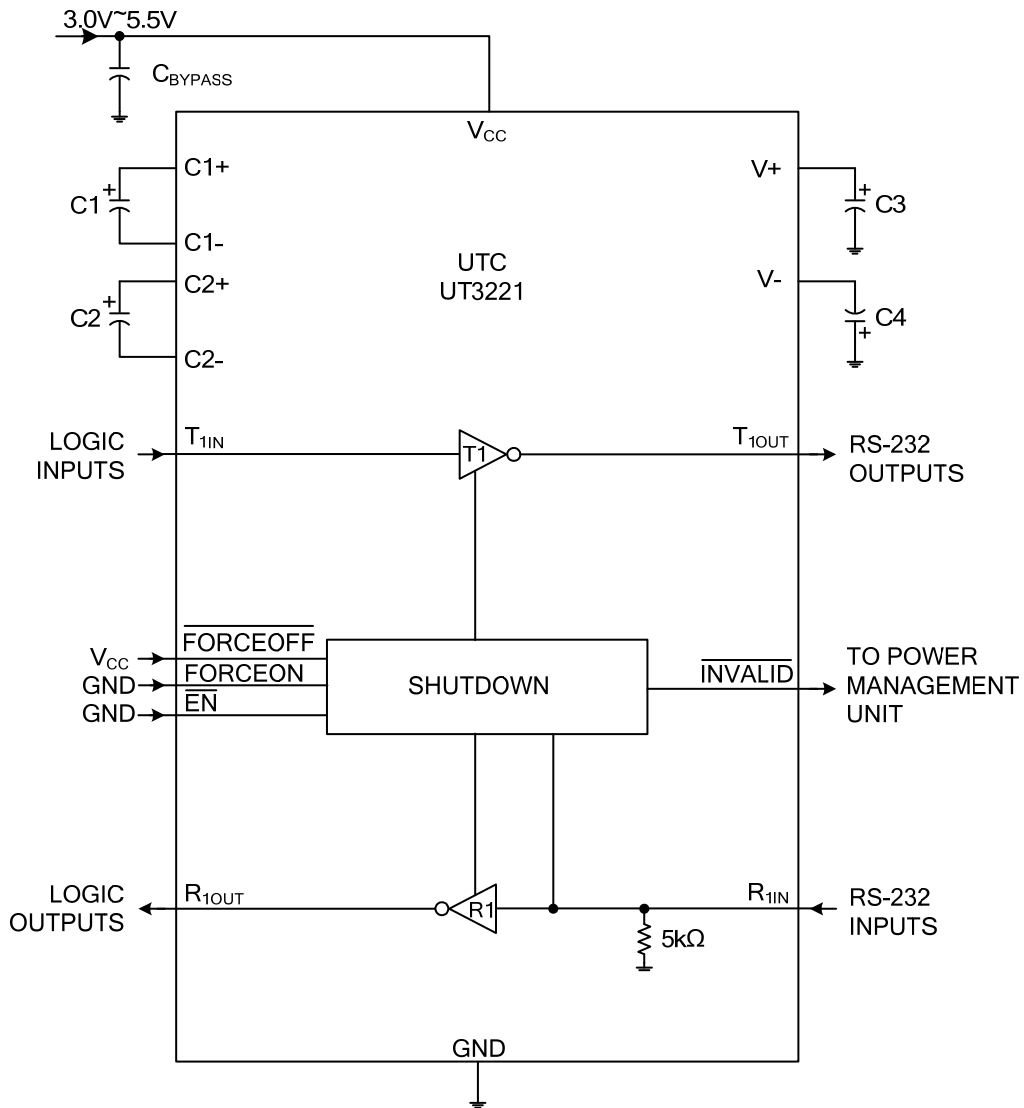 3.0V~5.5V
CBYPASS
VCC
C1+
V+
C1
C3
C1-
UTC
UT3221
C2+
V-
C2
C4
C2-
LOGIC
INPUTS
T1IN
T1
T1OUT
RS-232
OUTPUTS
VCC
FORCEOFF
GND
FORCEON
GND
EN
SHUTDOWN
INVALID
TO POWER
MANAGEMENT
UNIT
LOGIC
OUTPUTS
R1OUT
R1
R1IN
RS-232
INPUTS
5kΩ
GND
+
+
+
+